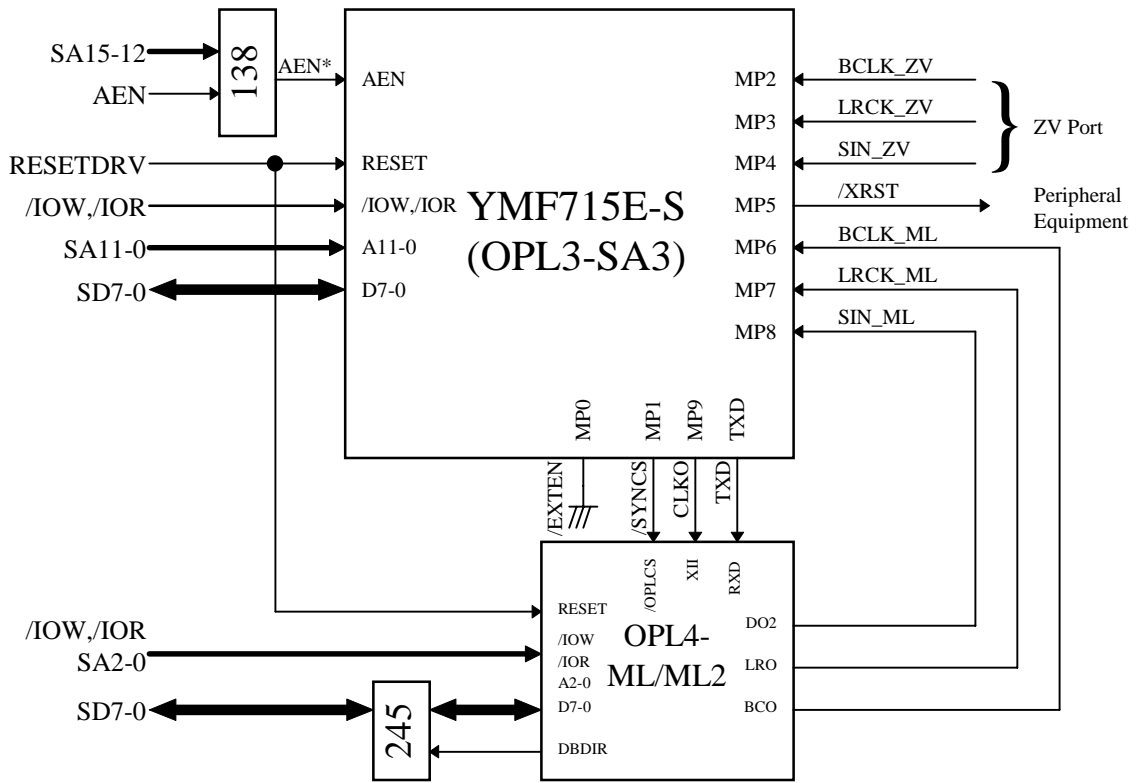 SA15-12
AEN
138
AEN*
AEN
RESETDRV
RESET
/IOW,/IOR
/IOW,/IOR
SA11-0
A11-0
SD7-0
D7-0
YMF715E-S
(OPL3-SA3)
MP2
BCLK_ZV
MP3
LRCK_ZV
MP4
SIN_ZV
ZV Port
MP5
/XRST
Peripheral
Equipment
MP6
BCLK_ML
MP7
LRCK_ML
MP8
SIN_ML
MP0
MP1
MP9
TXD
/EXTEN
/SYNCS
CLKO
TXD
/OPLCS
XII
RXD
RESET
/IOW,/IOR
SA2-0
/IOW
/IOR
A2-0
OPL4-
ML/ML2
SD7-0
245
D7-0
DBDIR
DO2
LRO
BCO